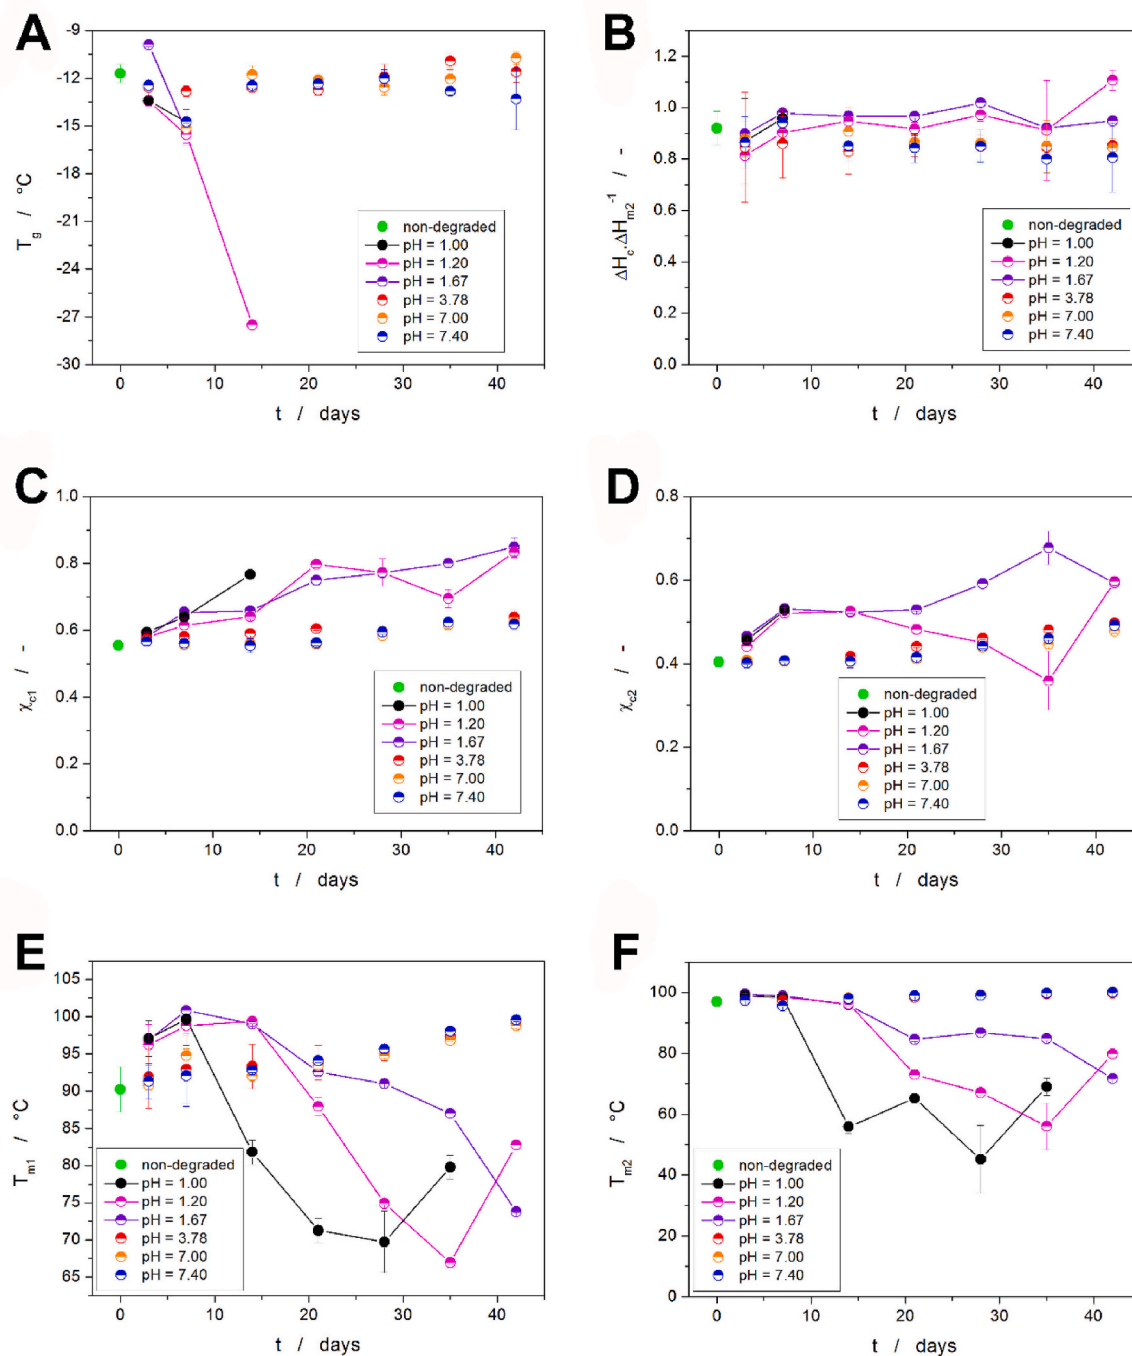 A
-9
-12
-15
-18
-21
-24
-27
-30
T_g / °C
0 10 20 30 40
t / days
non-degraded
pH = 1.00
pH = 1.20
pH = 1.67
pH = 3.78
pH = 7.00
pH = 7.40
B
1.2
1.0
0.8
0.6
0.4
0.2
0.0
ΔH_c.ΔH_m2^-1 / -
0 10 20 30 40
t / days
non-degraded
pH = 1.00
pH = 1.20
pH = 1.67
pH = 3.78
pH = 7.00
pH = 7.40
C
1.0
0.8
0.6
0.4
0.2
0.0
χ_c1 / -
0 10 20 30 40
t / days
non-degraded
pH = 1.00
pH = 1.20
pH = 1.67
pH = 3.78
pH = 7.00
pH = 7.40
D
0.8
0.6
0.4
0.2
0.0
χ_c2 / -
0 10 20 30 40
t / days
non-degraded
pH = 1.00
pH = 1.20
pH = 1.67
pH = 3.78
pH = 7.00
pH = 7.40
E
105
100
95
90
85
80
75
70
65
T_m1 / °C
0 10 20 30 40
t / days
non-degraded
pH = 1.00
pH = 1.20
pH = 1.67
pH = 3.78
pH = 7.00
pH = 7.40
F
100
80
60
40
20
0
T_m2 / °C
0 10 20 30 40
t / days
non-degraded
pH = 1.00
pH = 1.20
pH = 1.67
pH = 3.78
pH = 7.00
pH = 7.40